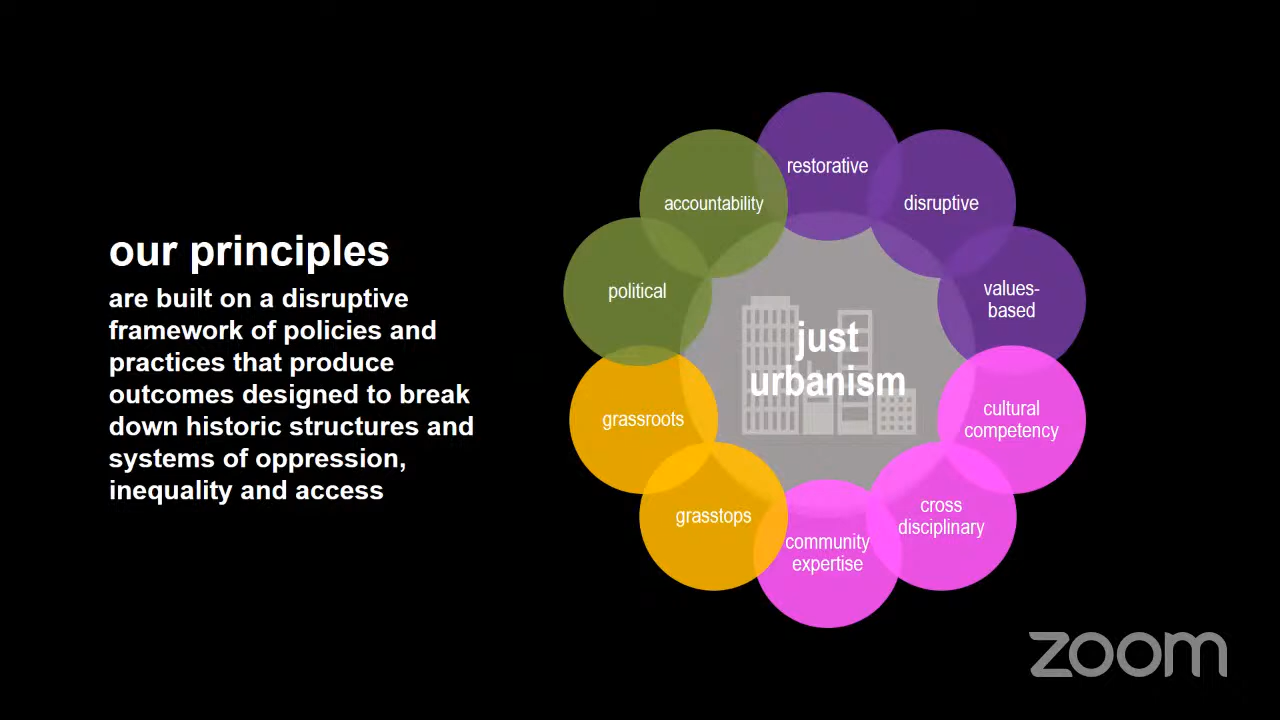 our principles
are built on a disruptive
framework of policies and
practices that produce
outcomes designed to break
down historic structures and
systems of oppression,
inequality and access
restorative
disruptive
values-
based
cultural
competency
cross
disciplinary
community
expertise
grasstops
grassroots
political
accountability
just
urbanism
zoom